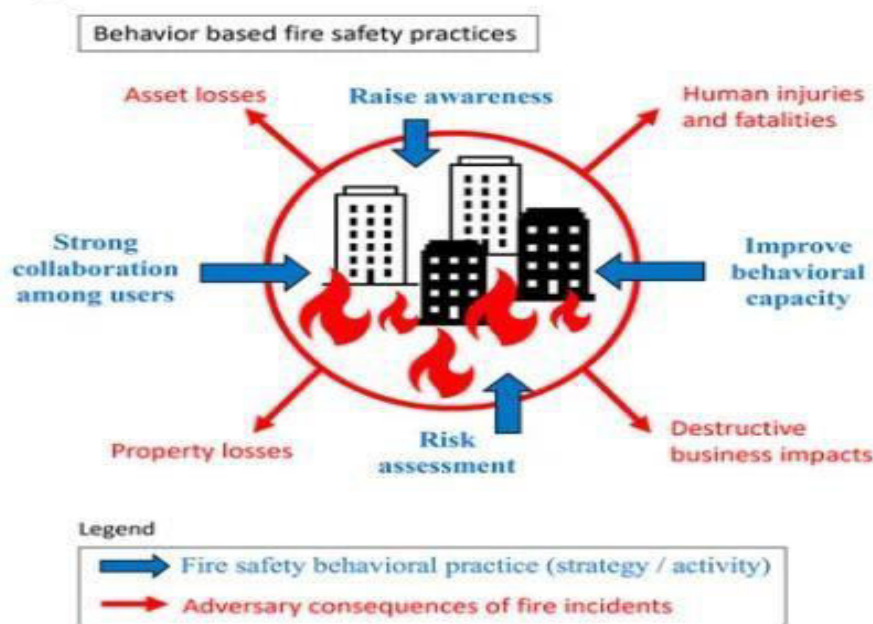 Behavior based fire safety practices
Asset losses
Raise awareness
Human injuries
and fatalities
Strong
collaboration
among users
Improve
behavioral
capacity
Property losses
Risk
assessment
Destructive
business impacts
Legend
Fire safety behavioral practice (strategy / activity)
Adversary consequences of fire incidents